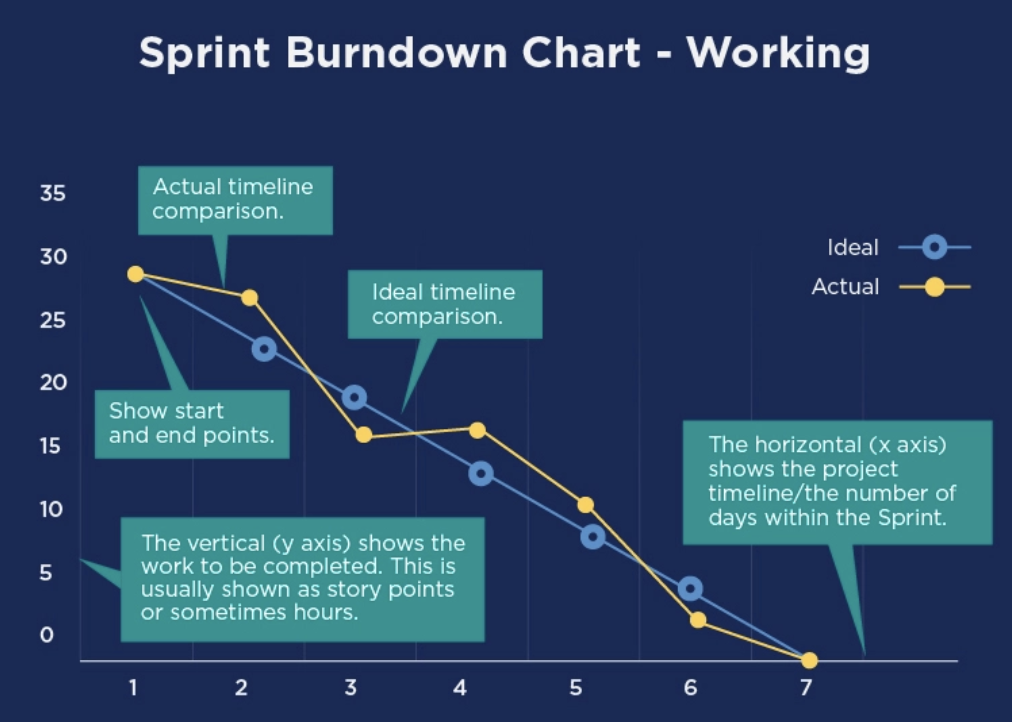 Sprint Burndown Chart - Working
Actual timeline
comparison.
35
30
25
20
15
10
5
0
Ideal
Actual
Ideal timeline
comparison.
Show start
and end points.
The horizontal (x axis)
shows the project
timeline/the number of
days within the Sprint.
The vertical (y axis) shows the
work to be completed. This is
usually shown as story points
or sometimes hours.
1 2 3 4 5 6 7